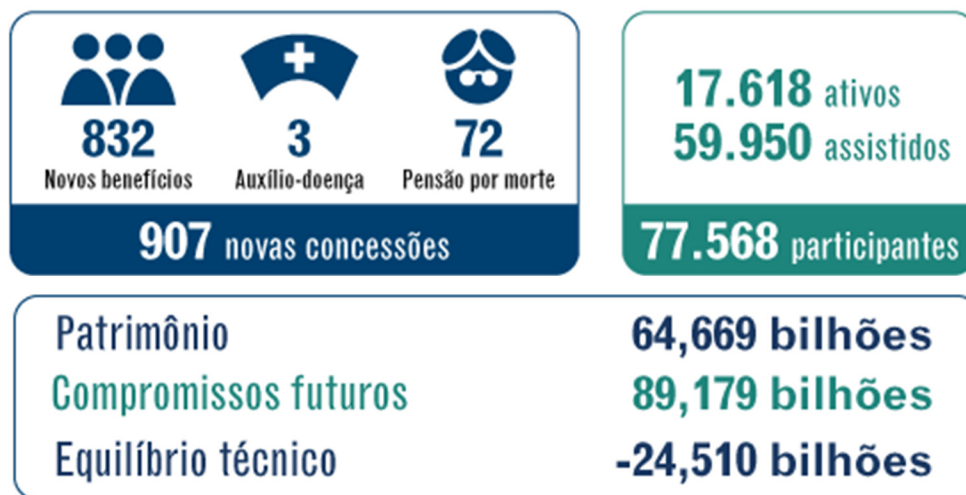 832
Novos benefícios
3
Auxílio-doença
72
Pensão por morte
907 novas concessões
17.618 ativos
59.950 assistidos
77.568 participantes
Patrimônio 64,669 bilhões
Compromissos futuros 89,179 bilhões
Equilíbrio técnico -24,510 bilhões